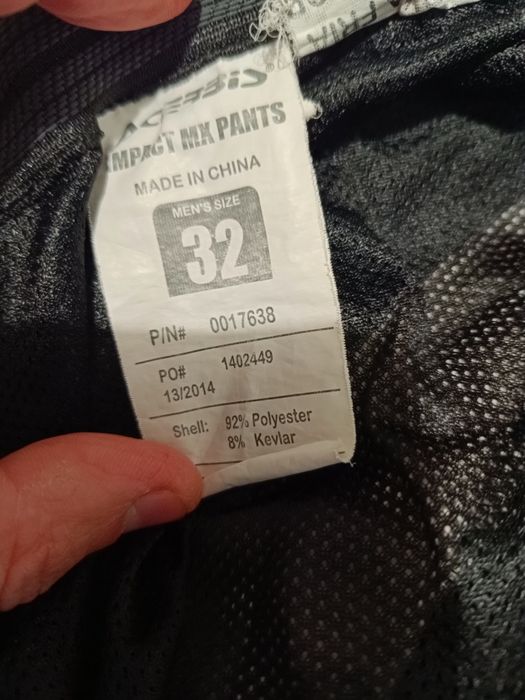 ACERBIS
IMPACT MX PANTS
MADE IN CHINA
MEN'S SIZE
32
P/N# 0017638
PO# 1402449
13/2014
Shell: 92% Polyester
8% Kevlar